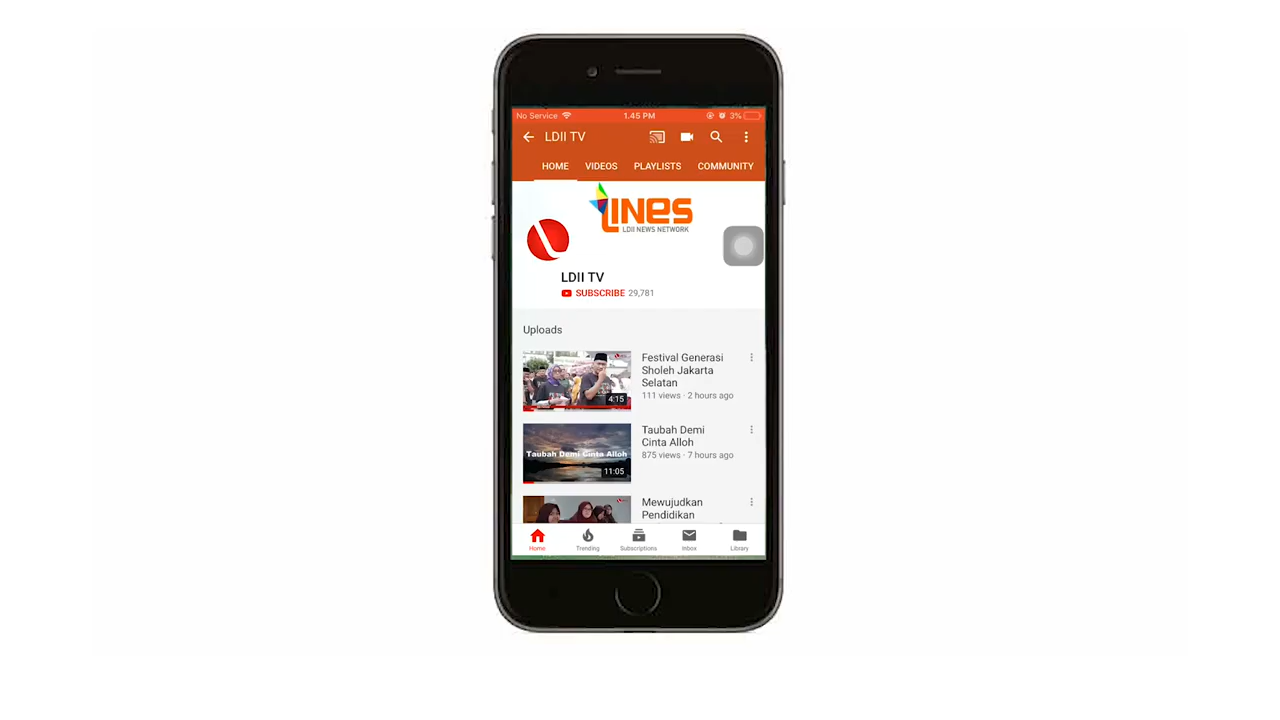 No Service 1.45 PM 3%
LDII TV
HOME VIDEOS PLAYLISTS COMMUNITY
LINES
LDII NEWS NETWORK
LDII TV
SUBSCRIBE 29,781
Uploads
Festival Generasi
Sholeh Jakarta
Selatan
111 views · 2 hours ago
4:15
Taubah Demi
Cinta Alloh
875 views · 7 hours ago
Taubah Demi Cinta Alloh
11:05
Mewujudkan
Pendidikan
Home Trending Subscriptions Inbox Library